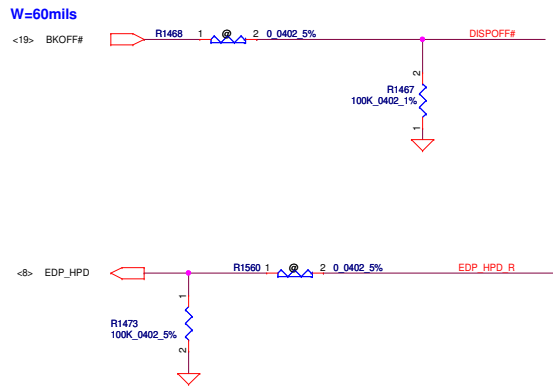 W=60mils
<19> BKOFF# R1468 1 @ 2 0_0402_5% DISPOFF#
2
R1467
100K_0402_1%
1
<8> EDP_HPD R1560 1 @ 2 0_0402_5% EDP_HPD_R
1
R1473
100K_0402_5%
2